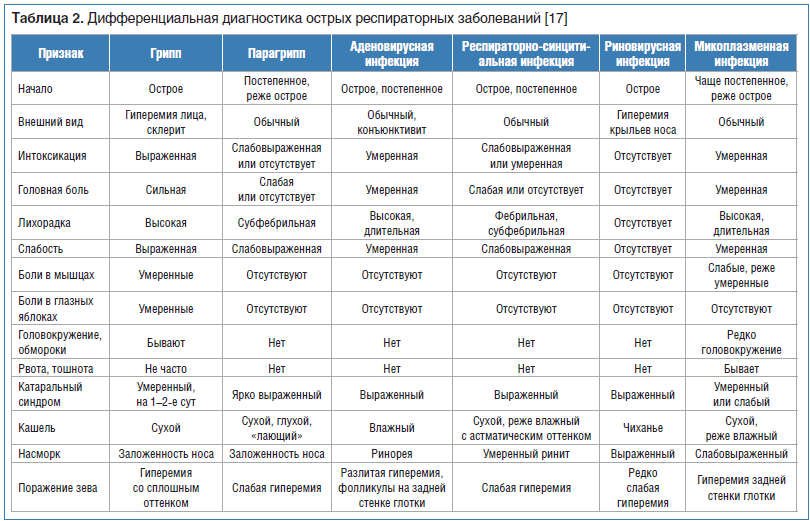 Таблица 2. Дифференциальная диагностика острых респираторных заболеваний [17]
Признак Грипп Парагрипп Аденовирусная инфекция Респираторно-синцити-альная инфекция Риновирусная инфекция Микоплазменная инфекция
Начало Острое Постепенное, реже острое Острое, постепенное Острое, постепенное Острое Чаще постепенное, реже острое
Внешний вид Гиперемия лица, склерит Обычный Обычный, конъюнктивит Обычный Гиперемия крыльев носа Обычный
Интоксикация Выраженная Слабовыраженная или отсутствует Умеренная Слабовыраженная или умеренная Отсутствует Умеренная
Головная боль Сильная Слабая или отсутствует Умеренная Слабая или отсутствует Отсутствует Умеренная
Лихорадка Высокая Субфебрильная Высокая, длительная Фебрильная, субфебрильная Отсутствует Высокая, длительная
Слабость Выраженная Слабовыраженная Умеренная Слабовыраженная Отсутствует Умеренная
Боли в мышцах Умеренные Отсутствуют Отсутствуют Отсутствуют Отсутствуют Слабые, реже умеренные
Боли в глазных яблоках Умеренные Отсутствуют Отсутствуют Отсутствуют Отсутствуют Отсутствуют
Головокружение, обмороки Бывают Нет Нет Нет Нет Редко головокружение
Рвота, тошнота Не часто Нет Нет Нет Нет Бывает
Катаральный синдром Умеренный, на 1–2-е сут Ярко выраженный Выраженный Выраженный Выраженный Умеренный или слабый
Кашель Сухой Сухой, глухой, «лающий» Влажный Сухой, реже влажный с астматическим оттенком Чиханье Сухой, реже влажный
Насморк Заложенность носа Заложенность носа Ринорея Умеренный ринит Выраженный Слабовыраженный
Поражение зева Гиперемия со сплошным оттенком Слабая гиперемия Разлитая гиперемия, фолликулы на задней стенке глотки Слабая гиперемия Редко слабая гиперемия Гиперемия задней стенки глотки